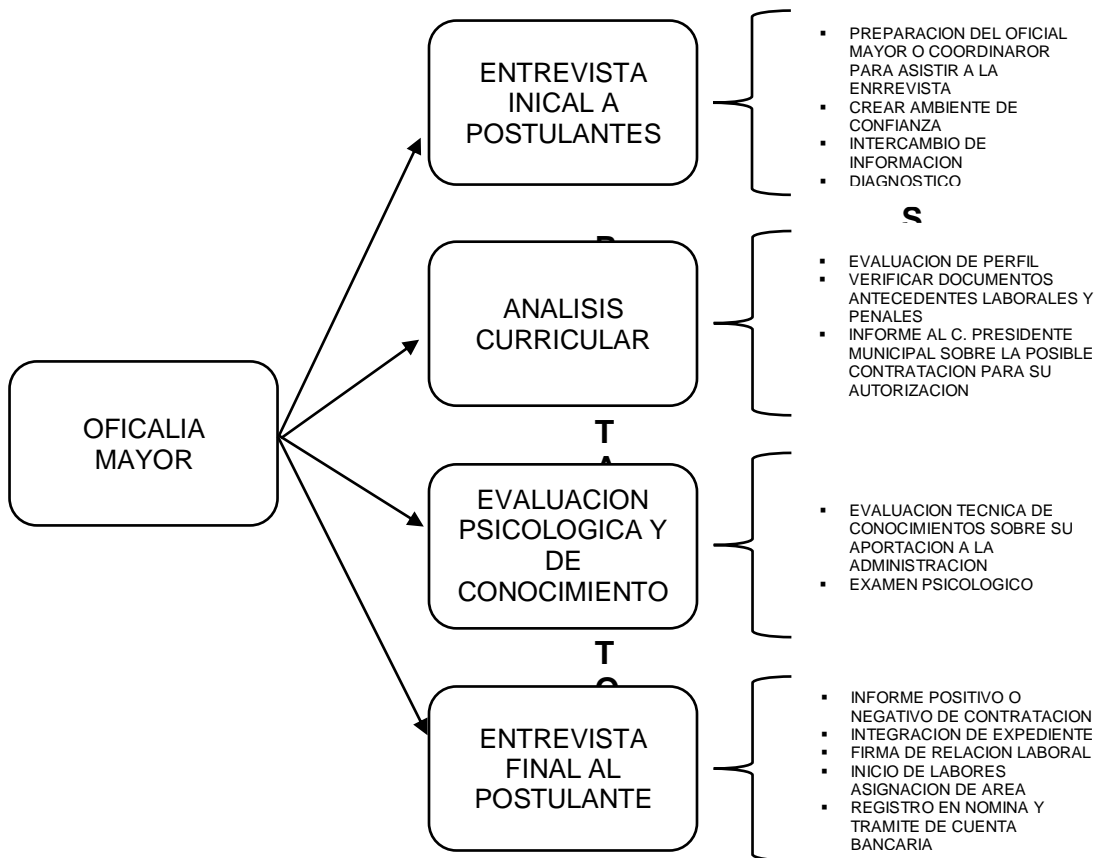 OFICALIA
MAYOR
ENTREVISTA
INICAL A
POSTULANTES
▪ PREPARACION DEL OFICIAL
MAYOR O COORDINAROR
PARA ASISTIR A LA
ENRREVISTA
▪ CREAR AMBIENTE DE
CONFIANZA
▪ INTERCAMBIO DE
INFORMACION
▪ DIAGNOSTICO
S
ANALISIS
CURRICULAR
▪ EVALUACION DE PERFIL
▪ VERIFICAR DOCUMENTOS
ANTECEDENTES LABORALES Y
PENALES
▪ INFORME AL C. PRESIDENTE
MUNICIPAL SOBRE LA POSIBLE
CONTRATACION PARA SU
AUTORIZACION
T
EVALUACION
PSICOLOGICA Y
DE
CONOCIMIENTO
▪ EVALUACION TECNICA DE
CONOCIMIENTOS SOBRE SU
APORTACION A LA
ADMINISTRACION
▪ EXAMEN PSICOLOGICO
T
ENTREVISTA
FINAL AL
POSTULANTE
▪ INFORME POSITIVO O
NEGATIVO DE CONTRATACION
▪ INTEGRACION DE EXPEDIENTE
▪ FIRMA DE RELACION LABORAL
▪ INICIO DE LABORES
ASIGNACION DE AREA
▪ REGISTRO EN NOMINA Y
TRAMITE DE CUENTA
BANCARIA